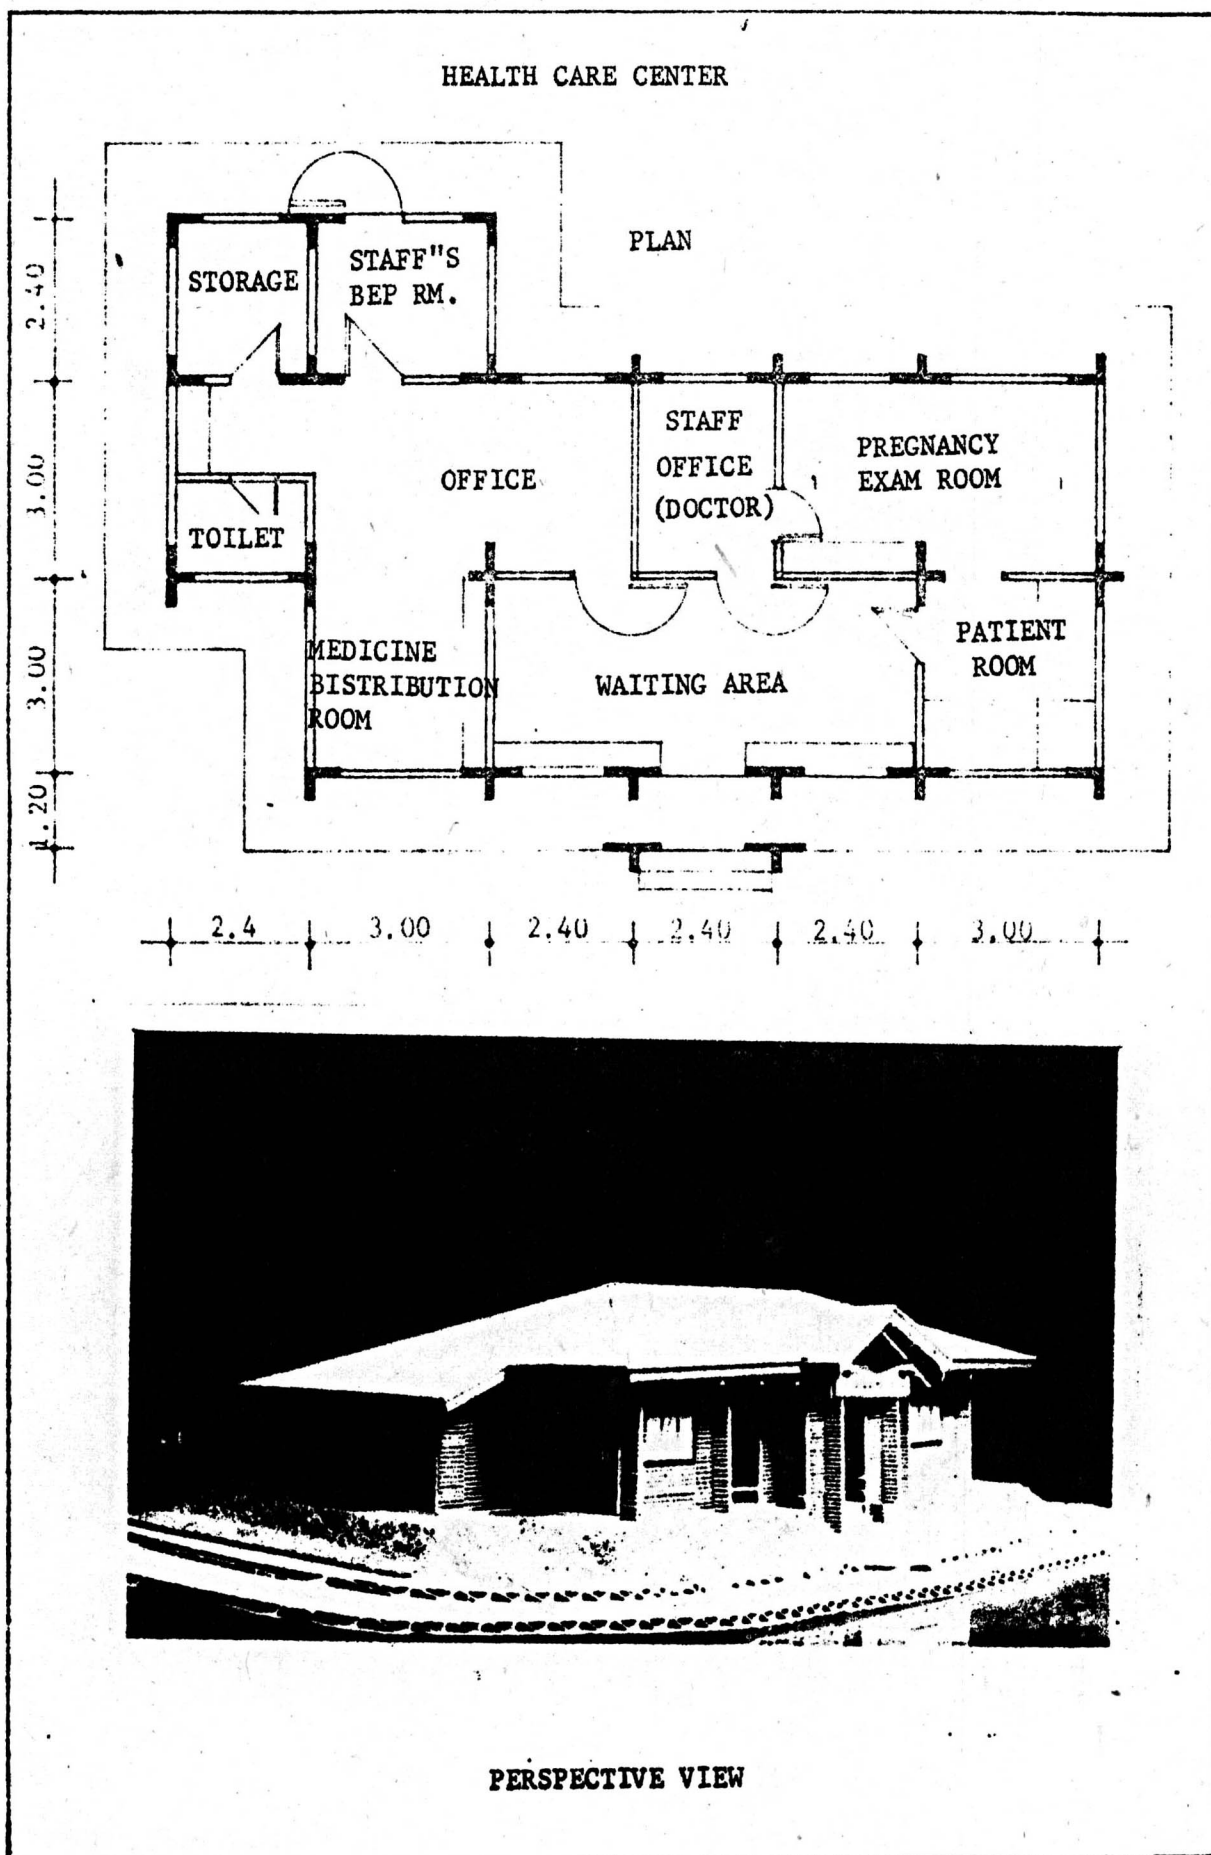 HEALTH CARE CENTER
PLAN
STORAGE
STAFF"S
BEP RM.
2.40
STAFF
OFFICE
(DOCTOR)
PREGNANCY
EXAM ROOM
OFFICE
3.00
TOILET
MEDICINE
BISTRIBUTION
ROOM
WAITING AREA
PATIENT
ROOM
3.00
1.20
2.4 3.00 2.40 2.40 2.40 3.00
PERSPECTIVE VIEW